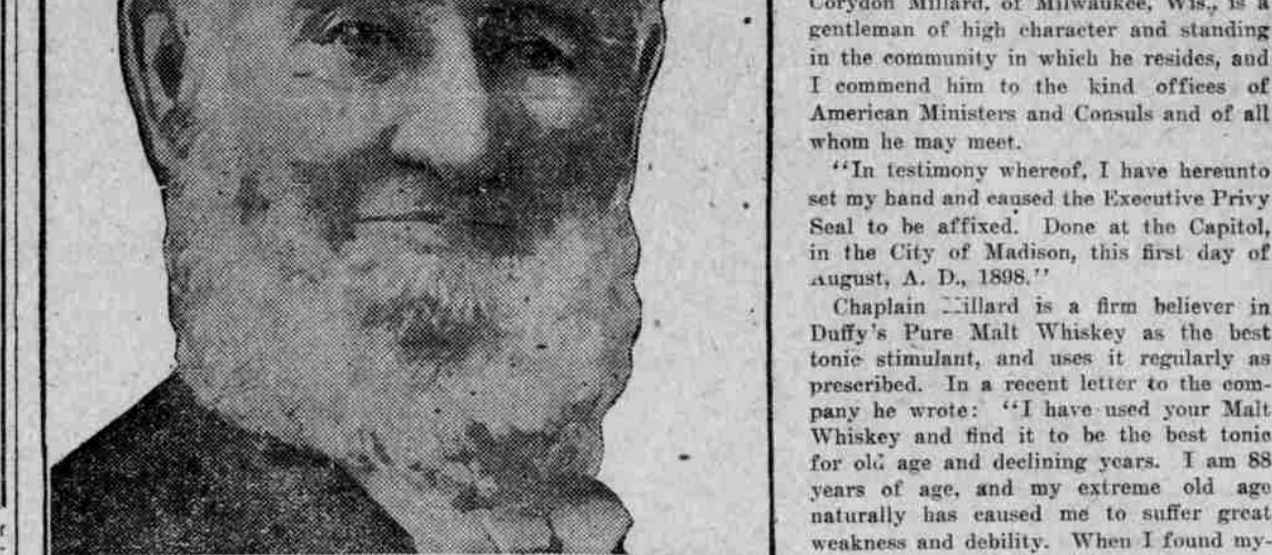 Corydon Millard, of Milwaukee, Wis., is a
gentleman of high character and standing
in the community in which he resides, and
I commend him to the kind offices of
American Ministers and Consuls and of all
whom he may meet.
“In testimony whereof, I have hereunto
set my hand and caused the Executive Privy
Seal to be affixed. Done at the Capitol,
in the City of Madison, this first day of
August, A. D., 1898.”
Chaplain Millard is a firm believer in
Duffy's Pure Malt Whiskey as the best
tonic stimulant, and uses it regularly as
prescribed. In a recent letter to the com-
pany he wrote: “I have used your Malt
Whiskey and find it to be the best tonic
for old age and declining years. I am 88
years of age, and my extreme old age
naturally has caused me to suffer great
weakness and debility. When I found my-